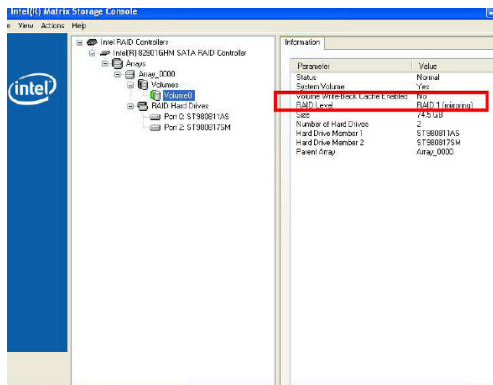 Intel(R) Matrix Storage Console
View Actions Help
Intel RAID Controllers
Intel(R) 82801GHM SATA RAID Controller
Arrays
Array_0000
Volumes
Volume0
RAID Hard Drives
Port 0: ST980811AS
Port 2: ST980817SM
intel
Information
Parameter Value
Status Normal
System Volume Yes
Volume Write-Back Cache Enabled No
RAID Level RAID 1 (mirroring)
Size 74.5 GB
Number of Hard Drives 2
Hard Drive Member 1 ST980811AS
Hard Drive Member 2 ST980817SM
Parent Array Array_0000